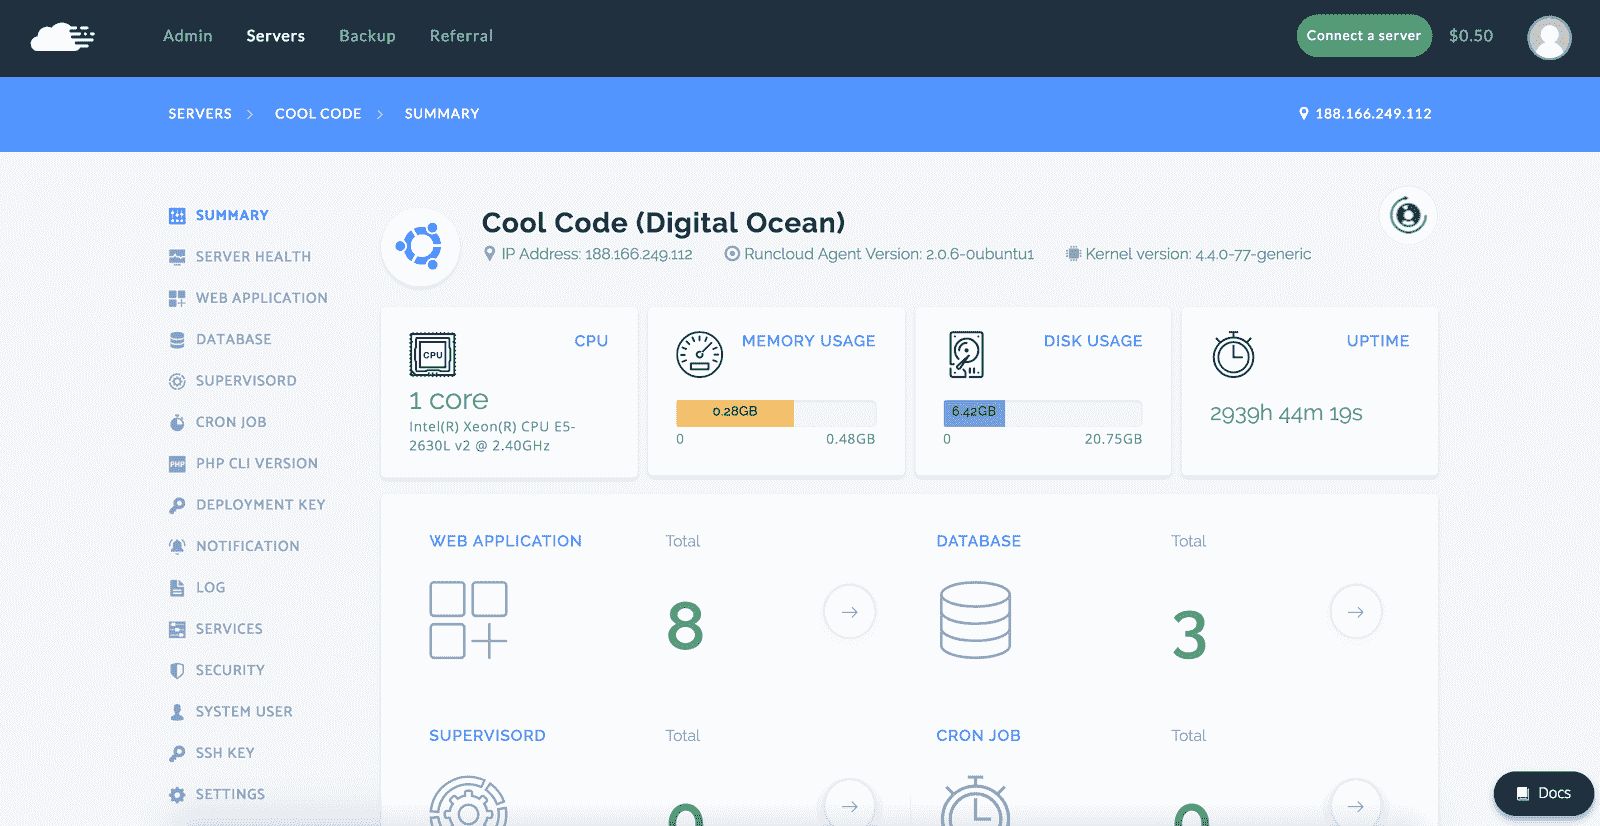 Admin Servers Backup Referral Connect a server $0.50
SERVERS COOL CODE SUMMARY 188.166.249.112
SUMMARY
SERVER HEALTH
WEB APPLICATION
DATABASE
SUPERVISORD
CRON JOB
PHP CLI VERSION
DEPLOYMENT KEY
NOTIFICATION
LOG
SERVICES
SECURITY
SYSTEM USER
SSH KEY
SETTINGS
Cool Code (Digital Ocean)
IP Address: 188.166.249.112 Runcloud Agent Version: 2.0.6-0ubuntu1 Kernel version: 4.4.0-77-generic
CPU
CPU
1 core
Intel(R) Xeon(R) CPU E5-
2630L v2 @ 2.40GHz
MEMORY USAGE
0.28GB
0 0.48GB
DISK USAGE
6.42GB
0 20.75GB
UPTIME
2939h 44m 19s
WEB APPLICATION Total
8
DATABASE Total
3
SUPERVISORD Total
CRON JOB Total
PHP
Docs